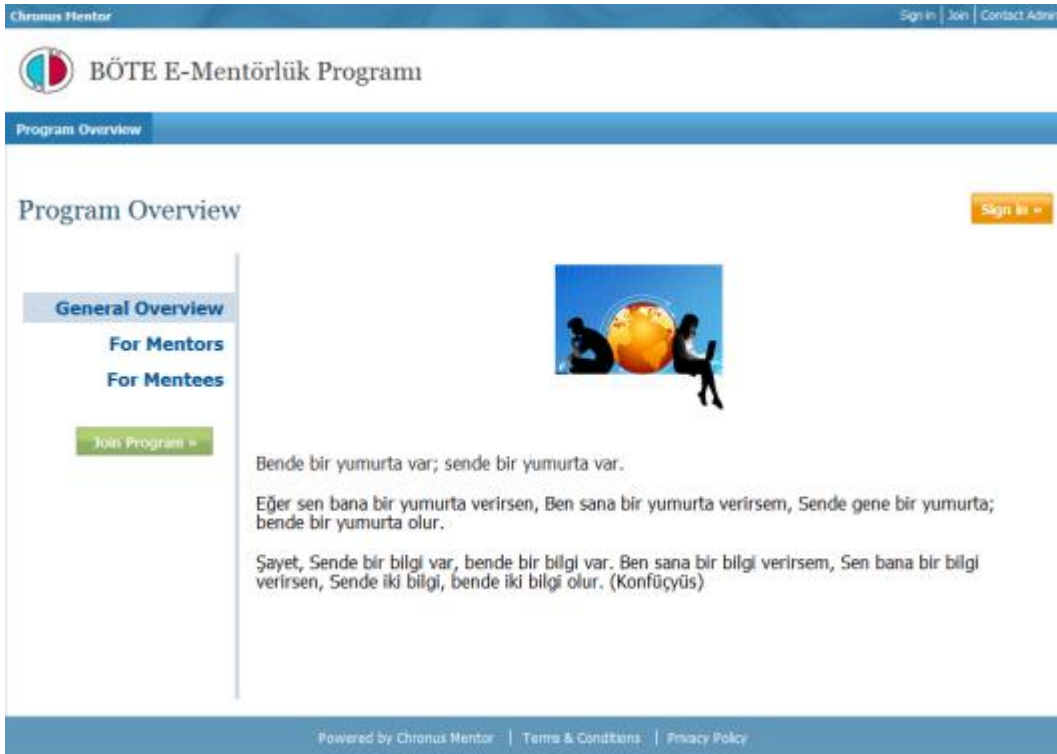 Chronus Mentor
Sign in | Join | Contact Admin
BÖTE E-Mentörlük Programı
Program Overview
Program Overview
Sign in »
General Overview
For Mentors
For Mentees
Join Program »
Bende bir yumurta var; sende bir yumurta var.
Eğer sen bana bir yumurta verirsen, Ben sana bir yumurta verirsem, Sende gene bir yumurta;
bende bir yumurta olur.
Şayet, Sende bir bilgi var, bende bir bilgi var. Ben sana bir bilgi verirsem, Sen bana bir bilgi
verirsen, Sende iki bilgi, bende iki bilgi olur. (Konfüçyüs)
Powered by Chronus Mentor | Terms & Conditions | Privacy Policy